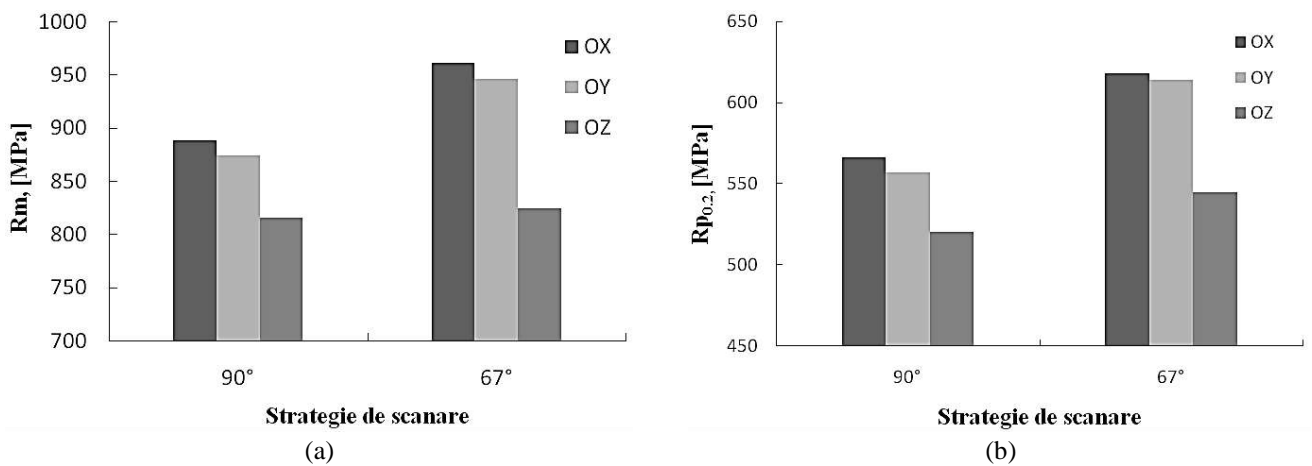 1000
950
900
850
800
750
700
Rm, [MPa]
OX
OY
OZ
90°
67°
Strategie de scanare
(a)
650
600
550
500
450
Rp0.2, [MPa]
OX
OY
OZ
90°
67°
Strategie de scanare
(b)